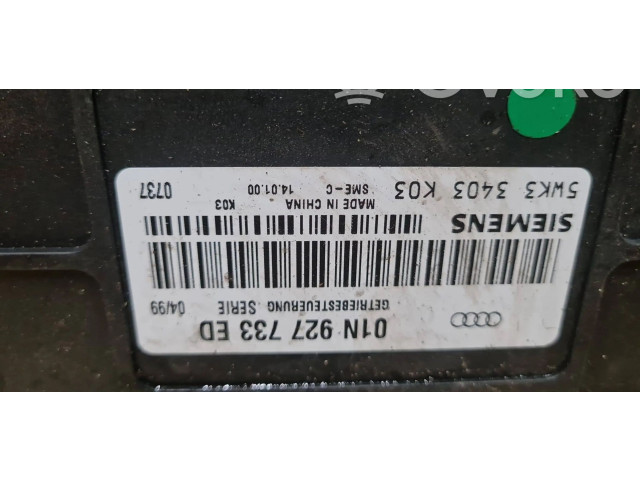 01N 927 733 ED
GETRIEBESTEUERUNG SERIE 04/99
SIEMENS
K03
MADE IN CHINA
5WK3 3403 K03 SME-C 14.01.00 0737